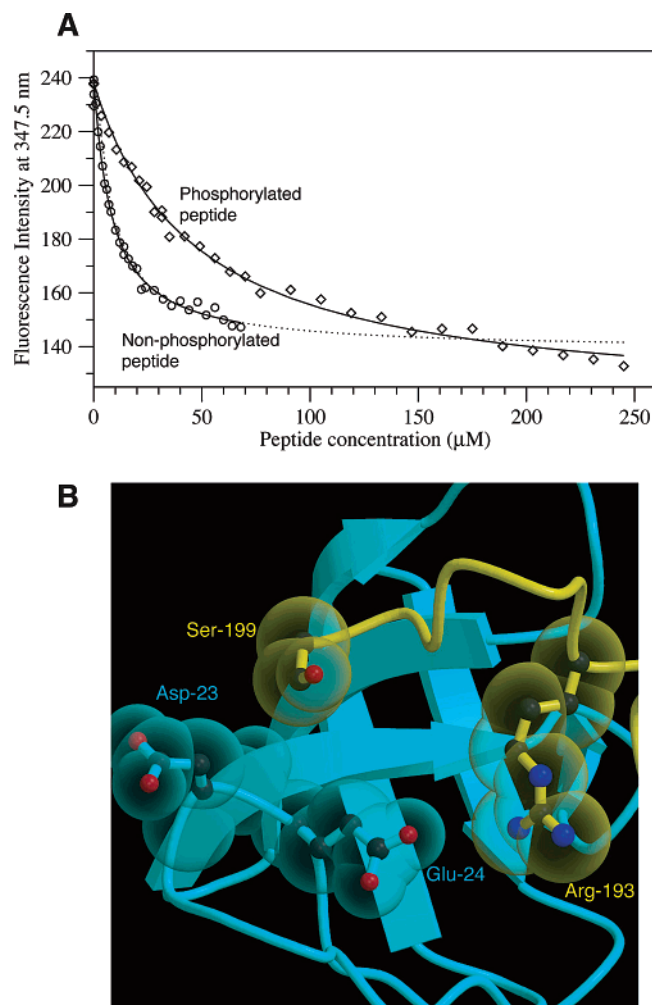 A
Fluorescence Intensity at 347.5 nm
240
220
200
180
160
140
Phosphorylated
peptide
Non-phosphorylated
peptide
0
50
100
150
200
250
Peptide concentration (μM)
B
Ser-199
Asp-23
Glu-24
Arg-193